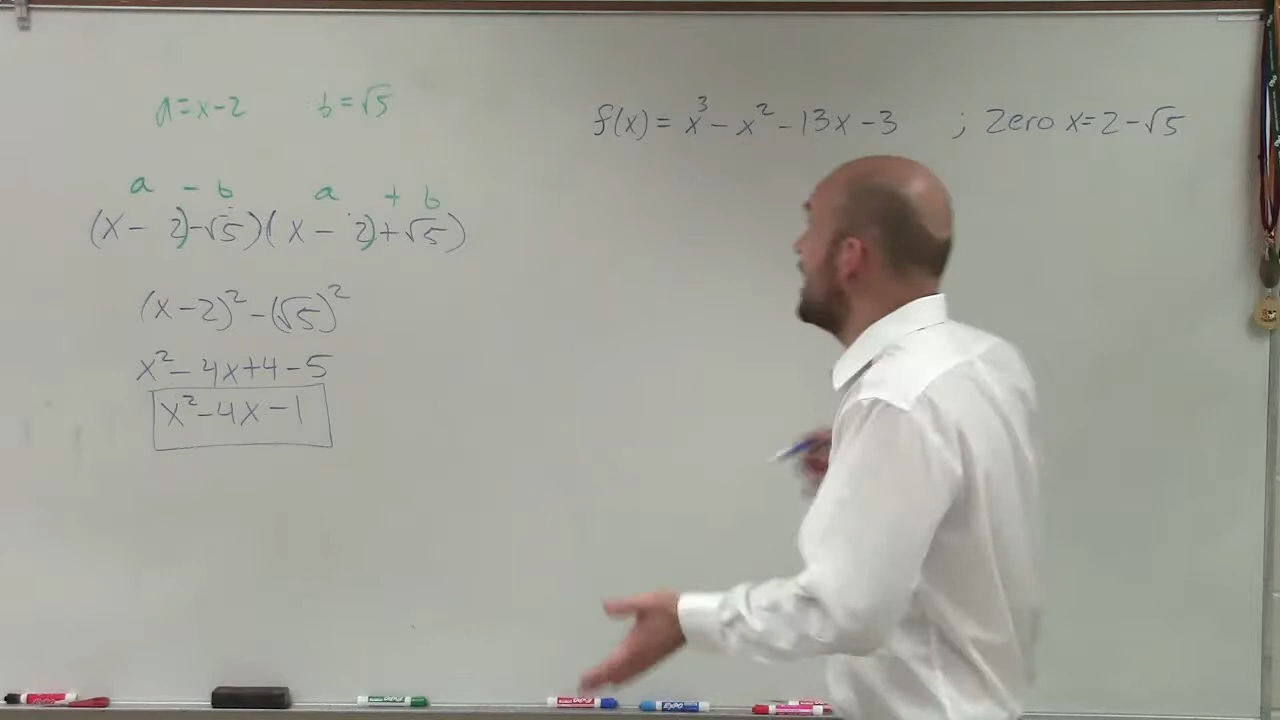 a=x-2 b=√5
f(x) = x³ - x² - 13x - 3 ; Zero x = 2 - √5
a - b a + b
(x - 2) - √5)(x - 2) + √5)
(x - 2)² - (√5)²
x² - 4x + 4 - 5
x² - 4x - 1
EXPO